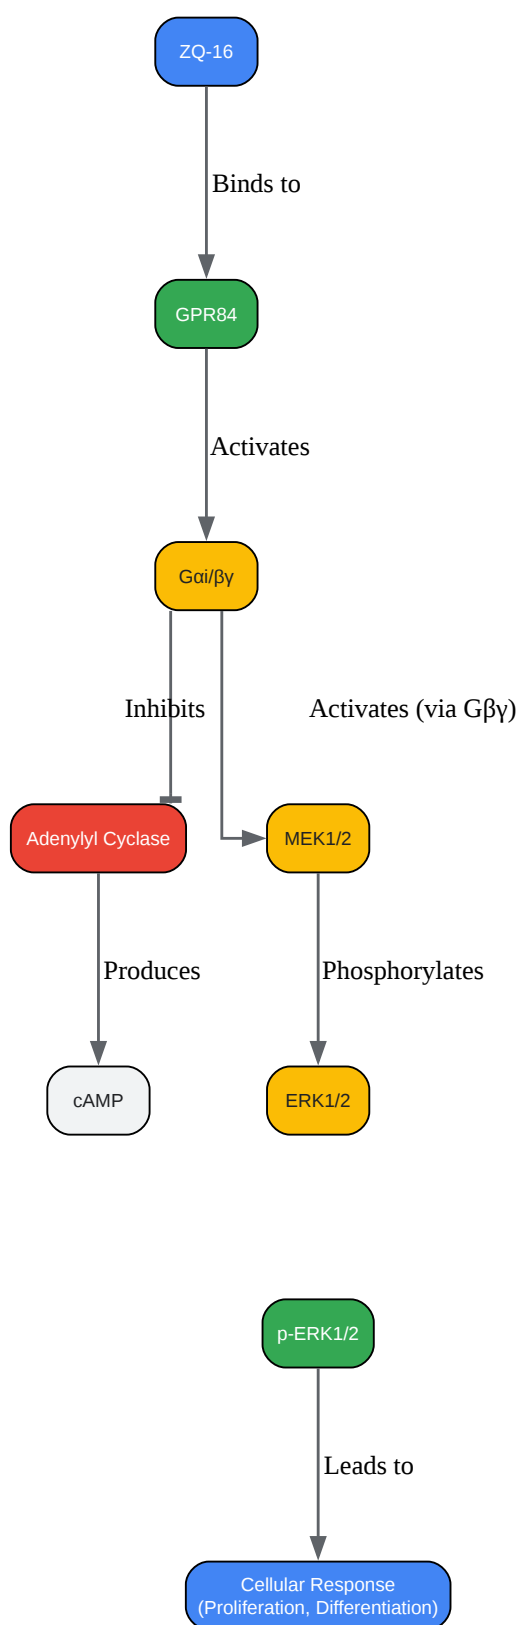 ZQ-16
Binds to
GPR84
Activates
Gαi/βγ
Inhibits
Activates (via Gβγ)
Adenylyl Cyclase
MEK1/2
Produces
Phosphorylates
cAMP
ERK1/2
p-ERK1/2
Leads to
Cellular Response
(Proliferation, Differentiation)